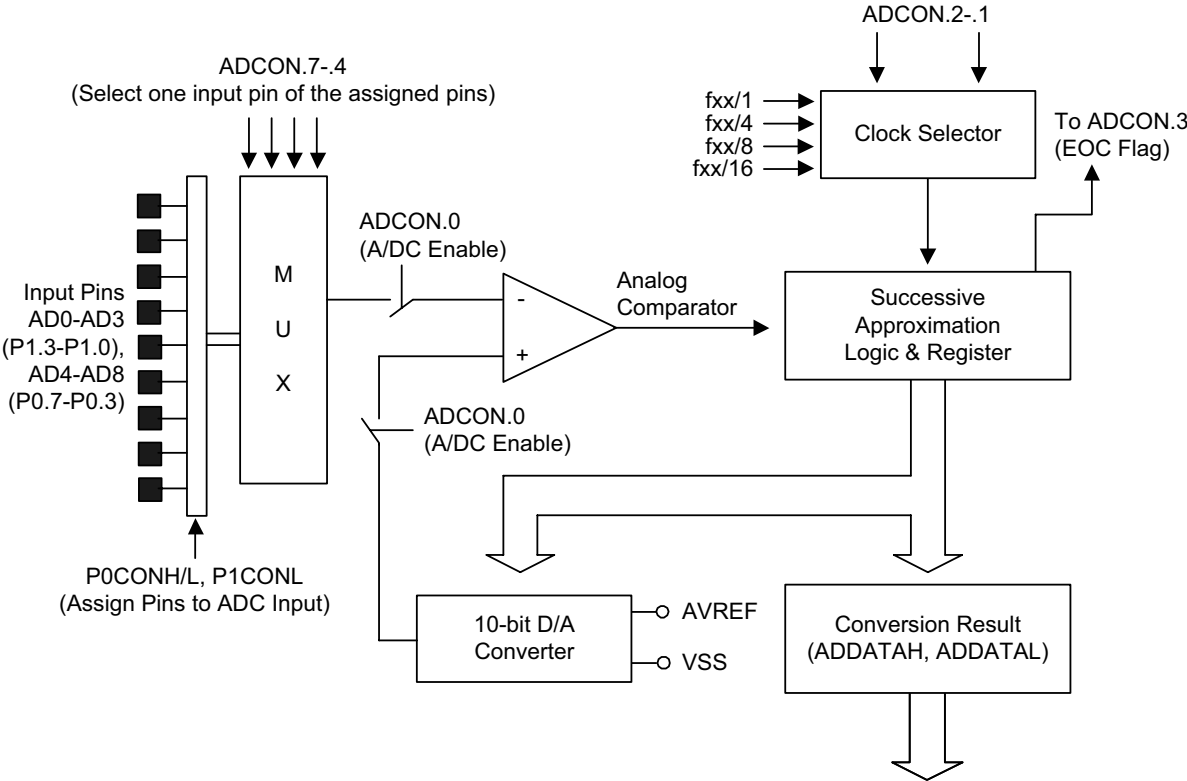 ADCON.2-.1
ADCON.7-.4
(Select one input pin of the assigned pins)
fxx/1
fxx/4
fxx/8
fxx/16
Clock Selector
To ADCON.3
(EOC Flag)
ADCON.0
(A/DC Enable)
M
U
X
Input Pins
AD0-AD3
(P1.3-P1.0),
AD4-AD8
(P0.7-P0.3)
-
+
Analog
Comparator
Successive
Approximation
Logic & Register
ADCON.0
(A/DC Enable)
P0CONH/L, P1CONL
(Assign Pins to ADC Input)
10-bit D/A
Converter
AVREF
VSS
Conversion Result
(ADDATAH, ADDATAL)